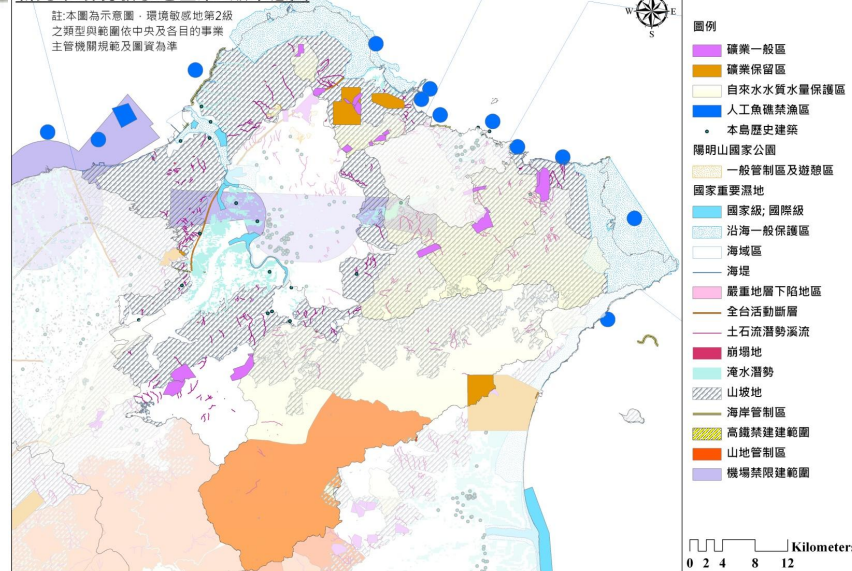 註:本圖為示意圖，環境敏感地第2級
之類型與範圍依中央及各目的事業
主管機關規範及圖資為準
W
E
S
圖例
礦業一般區
礦業保留區
自來水水質水量保護區
人工魚礁禁漁區
本島歷史建築
陽明山國家公園
一般管制區及遊憩區
國家重要濕地
國家級; 國際級
沿海一般保護區
海域區
海堤
嚴重地層下陷地區
全台活動斷層
土石流潛勢溪流
崩塌地
淹水潛勢
山坡地
海岸管制區
高鐵禁建建範圍
山地管制區
機場禁限建範圍
Kilometers
0 2 4 8 12